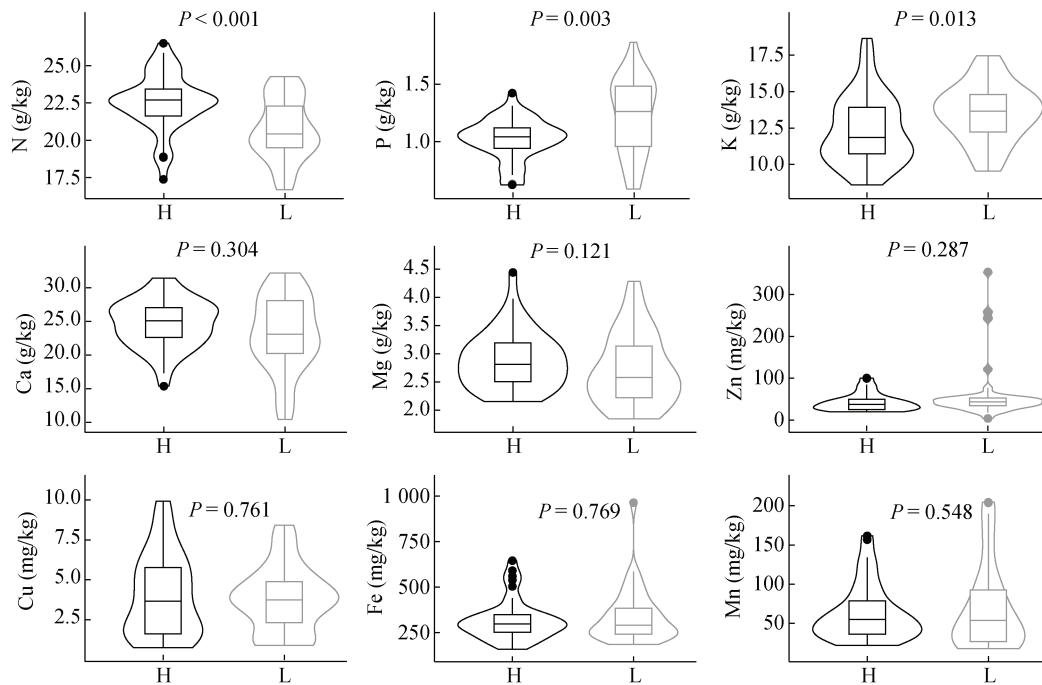 P < 0.001
N (g/kg)
25.0
22.5
20.0
17.5
H
L
P = 0.003
P (g/kg)
1.5
1.0
H
L
P = 0.013
K (g/kg)
17.5
15.0
12.5
10.0
H
L
P = 0.304
Ca (g/kg)
30.0
25.0
20.0
15.0
10.0
H
L
P = 0.121
Mg (g/kg)
4.5
4.0
3.5
3.0
2.5
2.0
H
L
P = 0.287
Zn (mg/kg)
300
200
100
0
H
L
P = 0.761
Cu (mg/kg)
10.0
7.5
5.0
2.5
H
L
P = 0.769
Fe (mg/kg)
1 000
750
500
250
H
L
P = 0.548
Mn (mg/kg)
200
150
100
50
H
L